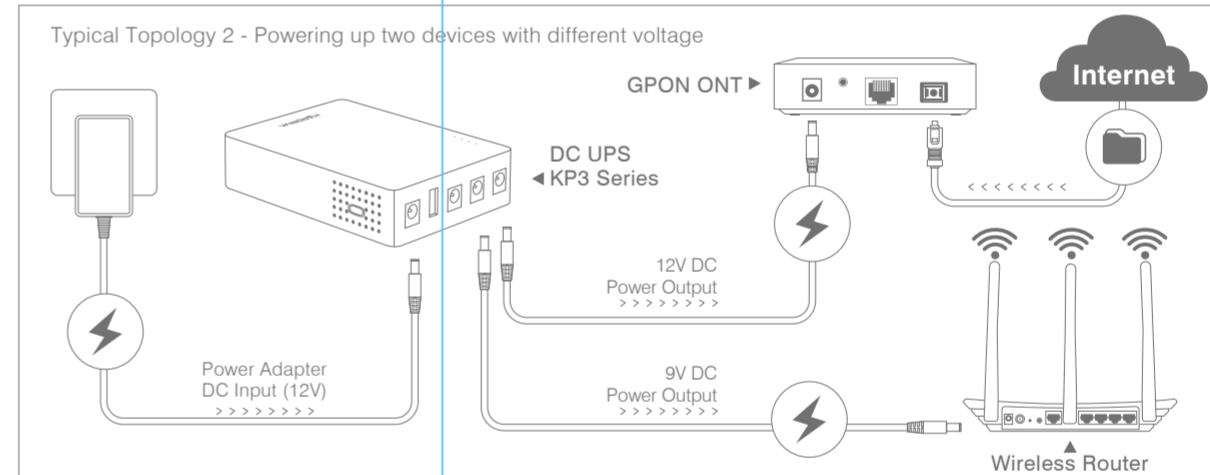 Typical Topology 2 - Powering up two devices with different voltage
GPON ONT
Internet
DC UPS
KP3 Series
12V DC
Power Output
Power Adapter
DC Input (12V)
9V DC
Power Output
Wireless Router